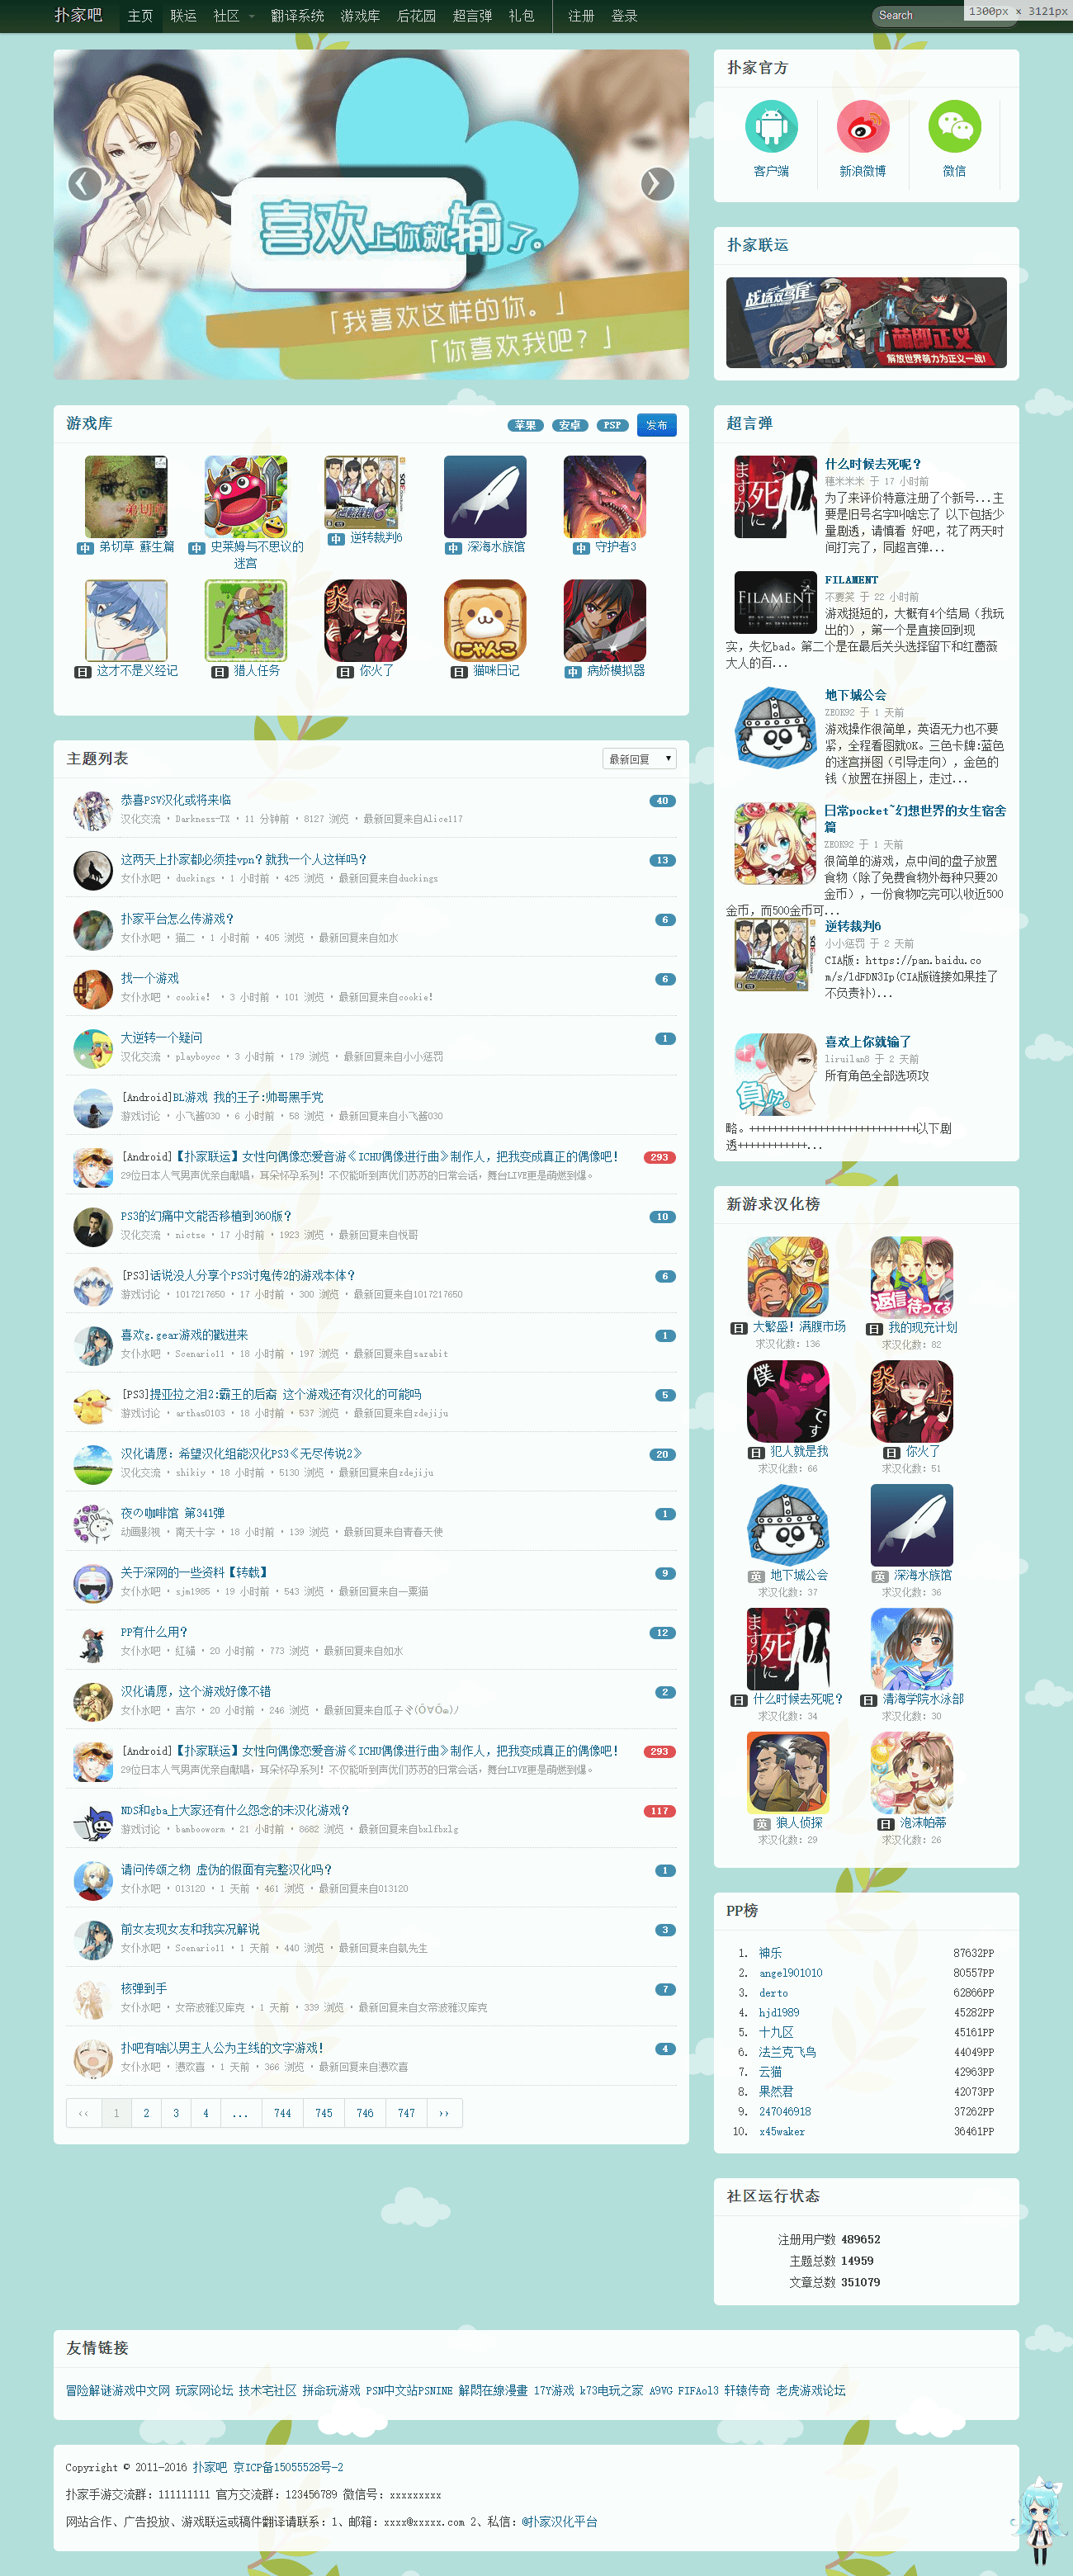 扑家吧 主页 联运 社区 翻译系统 游戏库 后花园 超言弹 礼包 注册 登录 Search
1300px × 3121px
喜欢上你就输了。
「我喜欢这样的你。」
「你喜欢我吧？」
扑家官方
客户端 新浪微博 微信
扑家联运
战场双马尾
萌即正义
解放世界努力为正义一战!
游戏库 苹果 安卓 PSP 发布
中 弟切草 蘇生篇
中 史莱姆与不思议的迷宫
中 逆转裁判6
中 深海水族馆
中 守护者3
日 这才不是义经记
日 猎人任务
日 你火了
日 猫咪日记
中 病娇模拟器
主题列表 最新回复
恭喜PSV汉化或将来临 40
汉化交流 • Darkness-TX • 11 分钟前 • 8127 浏览 • 最新回复来自Alice117
这两天上扑家都必须挂vpn？就我一个人这样吗？ 13
女仆水吧 • duckings • 1 小时前 • 425 浏览 • 最新回复来自duckings
扑家平台怎么传游戏？ 6
女仆水吧 • 猫二 • 1 小时前 • 405 浏览 • 最新回复来自如水
找一个游戏 6
女仆水吧 • cookie! • 3 小时前 • 101 浏览 • 最新回复来自cookie!
大逆转一个疑问 1
汉化交流 • playboycc • 3 小时前 • 179 浏览 • 最新回复来自小小惩罚
[Android]BL游戏 我的王子:帅哥黑手党
游戏讨论 • 小飞酱030 • 6 小时前 • 58 浏览 • 最新回复来自小飞酱030
[Android]【扑家联运】女性向偶像恋爱音游《ICHU偶像进行曲》制作人，把我变成真正的偶像吧！ 293
29位日本人气男声优亲自献唱，耳朵怀孕系列！不仅能听到声优们苏苏的日常会话，舞台LIVE更是萌燃到爆。
PS3的幻痛中文能否移植到360版？ 10
汉化交流 • nictze • 17 小时前 • 1923 浏览 • 最新回复来自悦哥
[PS3]话说没人分享个PS3讨鬼传2的游戏本体？ 6
游戏讨论 • 1017217650 • 17 小时前 • 300 浏览 • 最新回复来自1017217650
喜欢g.gear游戏的戳进来 1
女仆水吧 • Scenario11 • 18 小时前 • 197 浏览 • 最新回复来自sazabit
[PS3]提亚拉之泪2:霸王的后裔 这个游戏还有汉化的可能吗 5
游戏讨论 • arthas0103 • 18 小时前 • 537 浏览 • 最新回复来自zdejiju
汉化请愿：希望汉化组能汉化PS3《无尽传说2》 20
汉化交流 • shikiy • 18 小时前 • 5130 浏览 • 最新回复来自zdejiju
夜の咖啡馆 第341弹 1
动画影视 • 南天十字 • 18 小时前 • 139 浏览 • 最新回复来自青春天使
关于深网的一些资料【转载】 9
女仆水吧 • sjm1985 • 19 小时前 • 543 浏览 • 最新回复来自一粟猫
PP有什么用？ 12
女仆水吧 • 紅貓 • 20 小时前 • 773 浏览 • 最新回复来自如水
汉化请愿，这个游戏好像不错 2
女仆水吧 • 吉尔 • 20 小时前 • 246 浏览 • 最新回复来自瓜子
[Android]【扑家联运】女性向偶像恋爱音游《ICHU偶像进行曲》制作人，把我变成真正的偶像吧！ 293
29位日本人气男声优亲自献唱，耳朵怀孕系列！不仅能听到声优们苏苏的日常会话，舞台LIVE更是萌燃到爆。
NDS和gba上大家还有什么怨念的未汉化游戏？ 117
游戏讨论 • bambooworm • 21 小时前 • 8682 浏览 • 最新回复来自bxlfbxlg
请问传颂之物 虚伪的假面有完整汉化吗？ 1
女仆水吧 • 013120 • 1 天前 • 461 浏览 • 最新回复来自013120
前女友现女友和我实况解说 3
女仆水吧 • Scenario11 • 1 天前 • 440 浏览 • 最新回复来自氩先生
核弹到手 7
女仆水吧 • 女帝波雅汉库克 • 1 天前 • 339 浏览 • 最新回复来自女帝波雅汉库克
扑吧有啥以男主人公为主线的文字游戏！ 4
女仆水吧 • 慿欢喜 • 1 天前 • 366 浏览 • 最新回复来自慿欢喜
‹‹ 1 2 3 4 ... 744 745 746 747 ››
超言弹
什么时候去死呢？
穗米米米 于 17 小时前
为了来评价特意注册了个新号...主
要是旧号名字叫啥忘了 以下包括少
量剧透，请慎看 好吧，花了两天时
间打完了，同超言弹...
FILAMENT
不要笑 于 22 小时前
游戏挺短的，大概有4个结局（我玩
出的），第一个是直接回到现
实，失忆bad。第二个是在最后关头选择留下和红蔷薇
大人的百...
地下城公会
ZEOK92 于 1 天前
游戏操作很简单，英语无力也不要
紧，全程看图就OK。三色卡牌:蓝色
的迷宫拼图（引导走向），金色的
钱（放置在拼图上，走过...
日常pocket~幻想世界的女生宿舍
篇
ZEOK92 于 1 天前
很简单的游戏，点中间的盘子放置
食物（除了免费食物外每种只要20
金币），一份食物吃完可以收近500
金币，而500金币可...
逆转裁判6
小小惩罚 于 2 天前
CIA版: https://pan.baidu.co
m/s/1dFDN3Ip(CIA版链接如果挂了
不负责补)...
喜欢上你就输了
liruilan8 于 2 天前
所有角色全部选项攻
略。+++++++++++++++++++++++++++++以下剧
透++++++++++++...
新游求汉化榜
日 大繁盛！满腹市场 日 我的现充计划
求汉化数: 136 求汉化数: 82
日 犯人就是我 日 你火了
求汉化数: 66 求汉化数: 51
英 地下城公会 英 深海水族馆
求汉化数: 37 求汉化数: 36
日 什么时候去死呢？ 日 清海学院水泳部
求汉化数: 34 求汉化数: 30
英 狼人侦探 日 泡沫帕蒂
求汉化数: 29 求汉化数: 26
PP榜
1. 神乐 87632PP
2. angel901010 80557PP
3. derto 62866PP
4. hjd1989 45282PP
5. 十九区 45161PP
6. 法兰克飞鸟 44049PP
7. 云猫 42963PP
8. 果然君 42073PP
9. 247046918 37262PP
10. x45waker 36461PP
社区运行状态
注册用户数 489652
主题总数 14959
文章总数 351079
友情链接
冒险解谜游戏中文网 玩家网论坛 技术宅社区 拼命玩游戏 PSN中文站PSNINE 解悶在線漫畫 17Y游戏 k73电玩之家 A9VG FIFAol3 轩辕传奇 老虎游戏论坛
Copyright © 2011-2016 扑家吧 京ICP备15055528号-2
扑家手游交流群: 111111111 官方交流群: 123456789 微信号: xxxxxxxxx
网站合作、广告投放、游戏联运或稿件翻译请联系: 1、邮箱: xxxx@xxxxx.com 2、私信: @扑家汉化平台